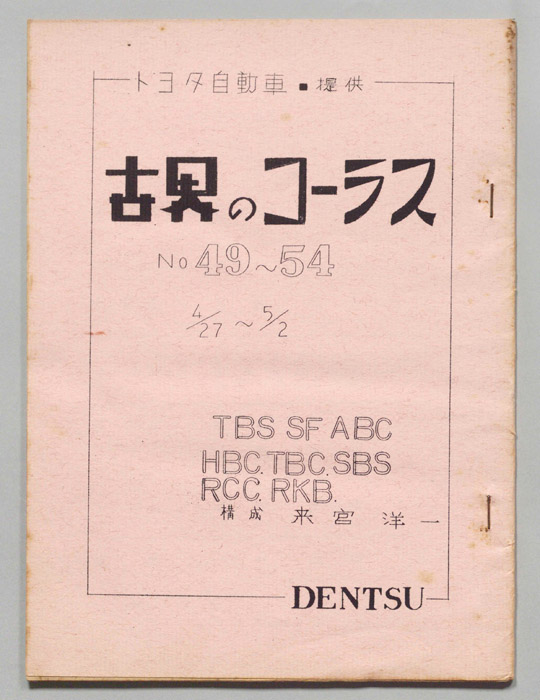 トヨタ自動車 ■ 提供
世界のコーラス
No 49~54
4/27 ~ 5/2
TBS SF ABC
HBC. TBC. SBS
RCC. RKB.
構成 来宮洋一
DENTSU